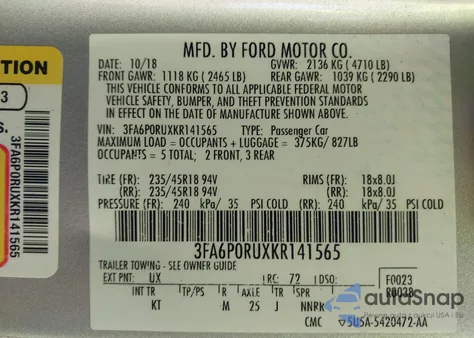 MFD. BY FORD MOTOR CO.
DATE: 10/18 GVWR: 2136 KG ( 4710 LB)
FRONT GAWR: 1118 KG ( 2465 LB) REAR GAWR: 1039 KG ( 2290 LB)
THIS VEHICLE CONFORMS TO ALL APPLICABLE FEDERAL MOTOR
VEHICLE SAFETY, BUMPER, AND THEFT PREVENTION STANDARDS
IN EFFECT ON THE DATE OF MANUFACTURE SHOWN ABOVE.
VIN: 3FA6P0RUXKR141565 TYPE: Passenger Car
MAXIMUM LOAD = OCCUPANTS + LUGGAGE = 375KG/ 827LB
OCCUPANTS = 5 TOTAL; 2 FRONT, 3 REAR
TIRE (FR): 235/45R18 94V RIMS (FR): 18x8.0J
(RR): 235/45R18 94V (RR): 18x8.0J
PRESSURE (FR): 240 kPa/ 35 PSI COLD (RR): 240 kPa/ 35 PSI COLD
3FA6P0RUXKR141565
TRAILER TOWING - SEE OWNER GUIDE
EXT PNT: UX RC: 72 DSO: F0023
R0038
INT TR TP/PS R AXLE TR SPR
KT M 25 J NNRK
CMC 5U5A-5420472-AA
TION
3
S.
3FA6P0RUXKR141565
autoSnap
Pewne auto z aukcji USA i EU